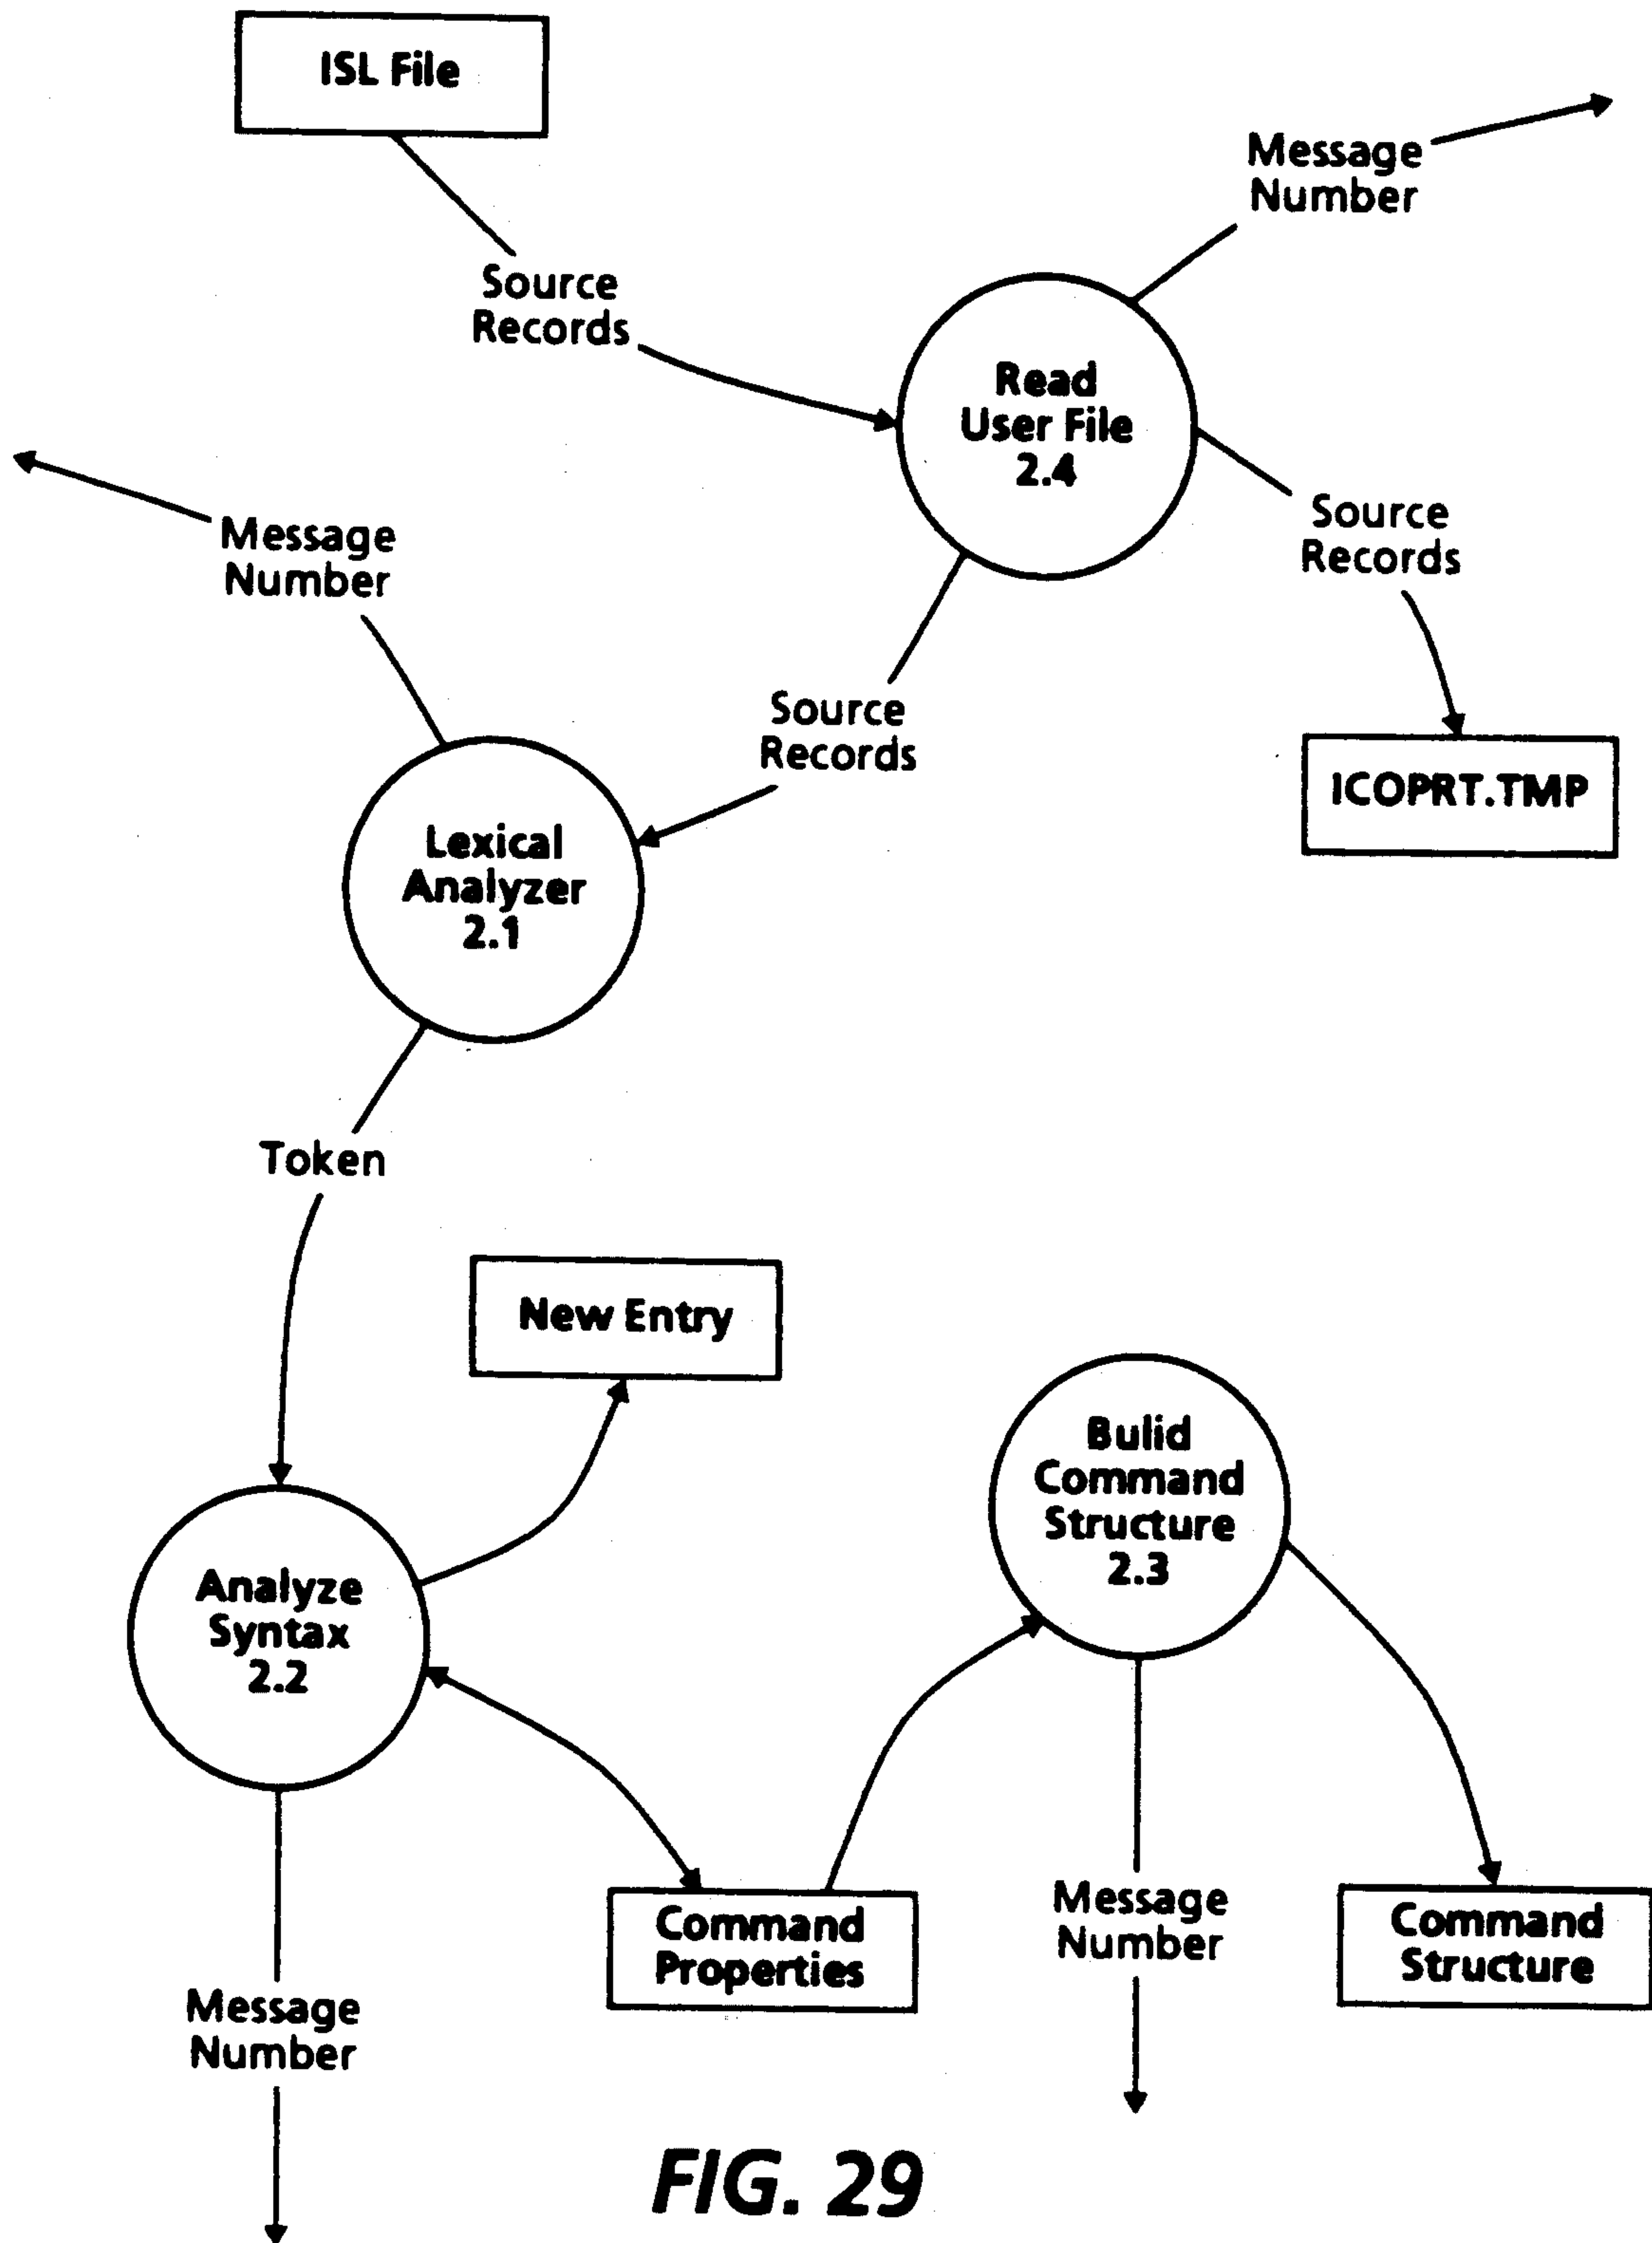 ISL File
Message
Number
Source
Records
Read
User File
2.4
Message
Number
Source
Records
Source
Records
ICOPRT.TMP
Lexical
Analyzer
2.1
Token
New Entry
Bulid
Command
Structure
2.3
Analyze
Syntax
2.2
Command
Properties
Message
Number
Command
Structure
Message
Number
FIG. 29